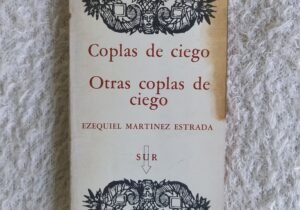 Coplas de ciego
Otras coplas de
ciego
EZEQUIEL MARTINEZ ESTRADA
SUR